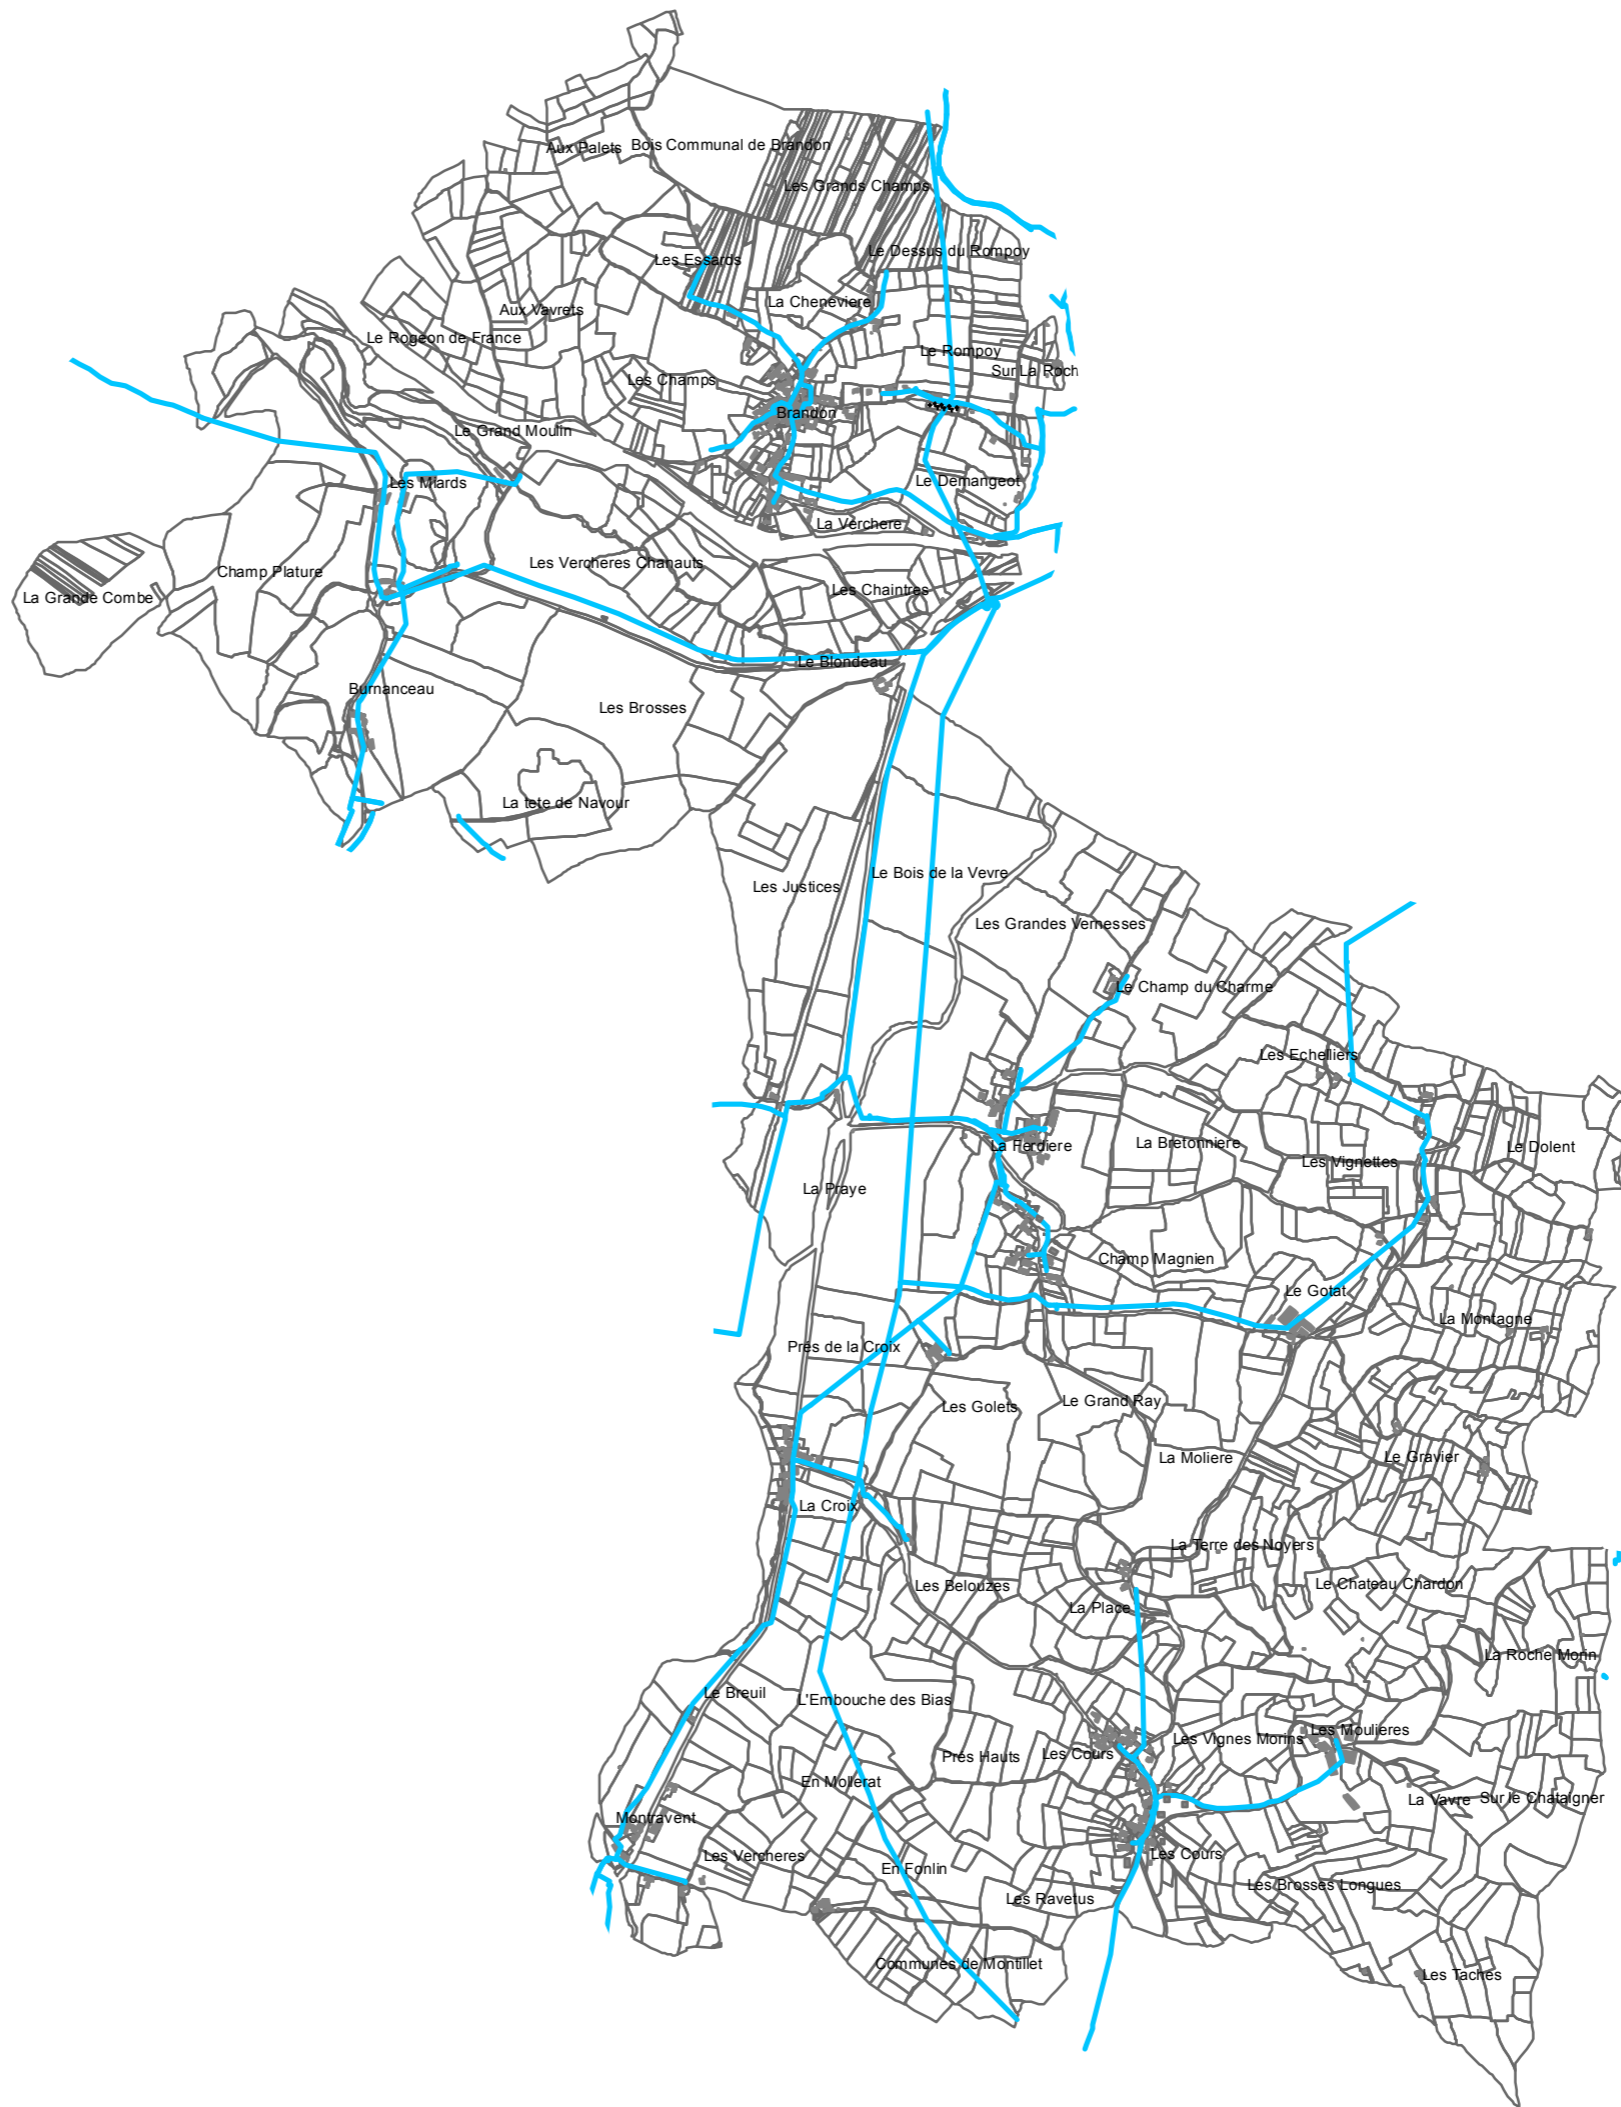 Aux Palets
Bois Communal de Brandon
Les Grands Champs
Le Dessus du Rompoy
Les Essards
La Cheneviere
Aux Vavrets
Le Rogeon de France
Le Rompoy
Sur La Roch
Les Champs
Brandon
Le Grand Moulin
Les Miards
Le Demangeot
La Verchere
Les Vercheres Chanauts
Champ Plature
Les Chaintres
La Grande Combe
Le Blondeau
Burnanceau
Les Brosses
La tete de Navour
Le Bois de la Vevre
Les Justices
Les Grandes Vernesses
Le Champ du Charme
Les Echelliers
La Ferdiere
La Bretonniere
Les Vignettes
Le Dolent
La Praye
Champ Magnien
Le Gotat
La Montagne
Prés de la Croix
Les Golets
Le Grand Ray
La Moliere
Le Gravier
La Croix
La Terre des Noyers
Les Belouzes
Le Chateau Chardon
La Place
La Roche Morin
Le Breuil
L'Embouche des Bias
Les Moulieres
Les Vignes Morins
Prés Hauts
Les Cours
En Mollerat
La Vavre
Sur le Chataigner
Montravent
Les Vercheres
Les Cours
En Fonlin
Les Brosses Longues
Les Ravetus
Communes de Montillet
Les Taches